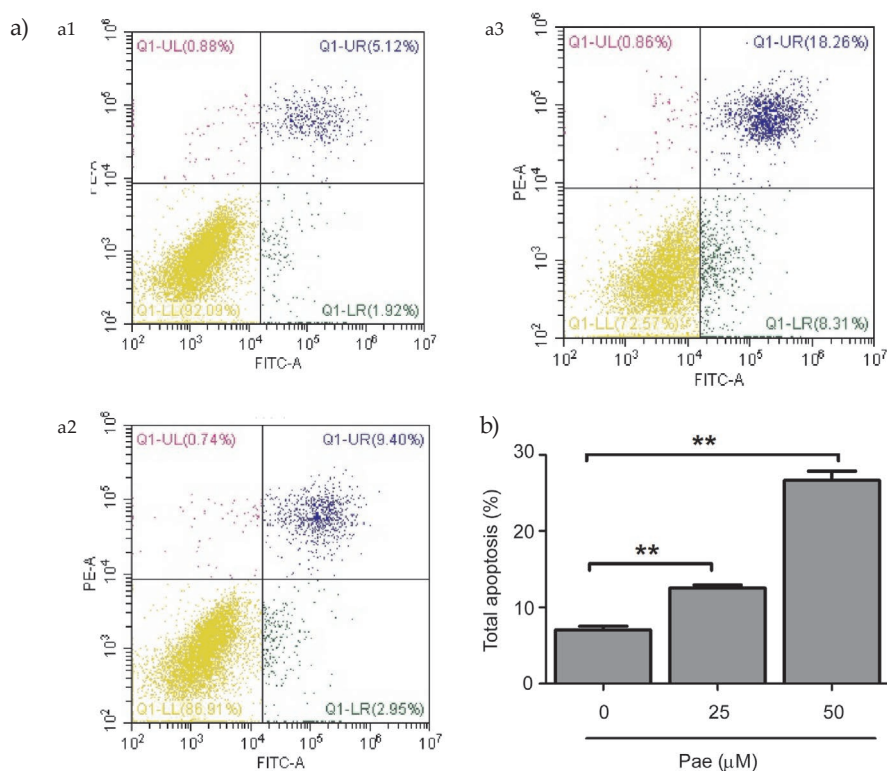 a)
a1
Q1-UL(0.88%)
Q1-UR(5.12%)
10^6
10^5
10^4
10^3
10^2
PE-A
Q1-LL(92.09%)
Q1-LR(1.92%)
10^2 10^3 10^4 10^5 10^6 10^7
FITC-A
a3
Q1-UL(0.86%)
Q1-UR(18.26%)
10^6
10^5
10^4
10^3
10^2
PE-A
Q1-LL(72.57%)
Q1-LR(8.31%)
10^2 10^3 10^4 10^5 10^6 10^7
FITC-A
a2
Q1-UL(0.74%)
Q1-UR(9.40%)
10^6
10^5
10^4
10^3
10^2
PE-A
Q1-LL(86.91%)
Q1-LR(2.95%)
10^2 10^3 10^4 10^5 10^6 10^7
FITC-A
b)
**
**
30
20
10
0
Total apoptosis (%)
0 25 50
Pae (µM)